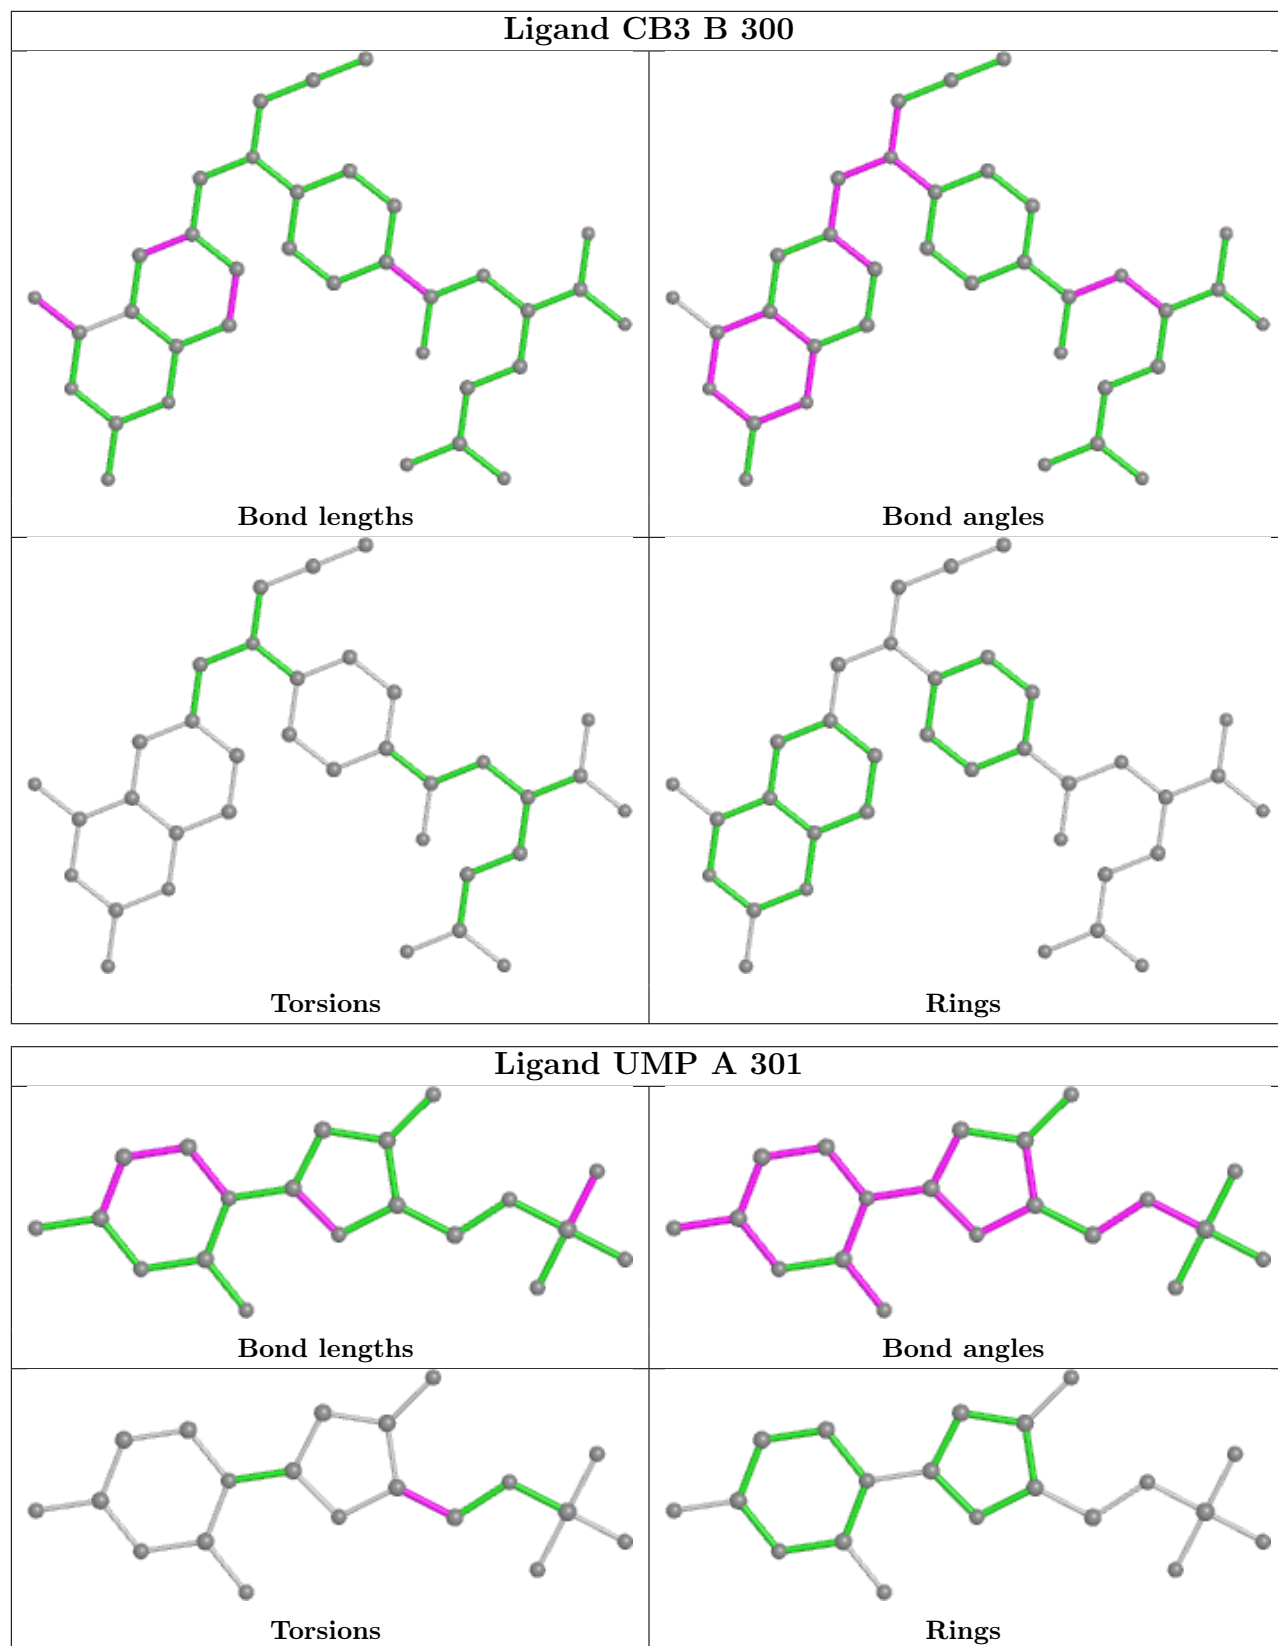 Ligand CB3 B 300
Bond lengths
Bond angles
Torsions
Rings
Ligand UMP A 301
Bond lengths
Bond angles
Torsions
Rings